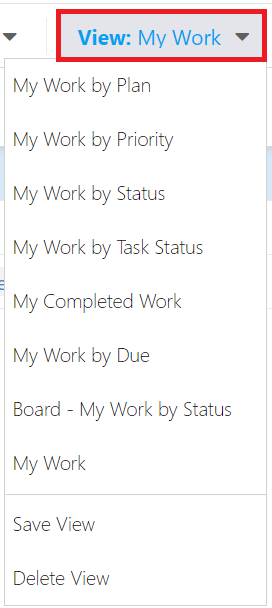 View: My Work
My Work by Plan
My Work by Priority
My Work by Status
My Work by Task Status
My Completed Work
My Work by Due
Board - My Work by Status
My Work
Save View
Delete View